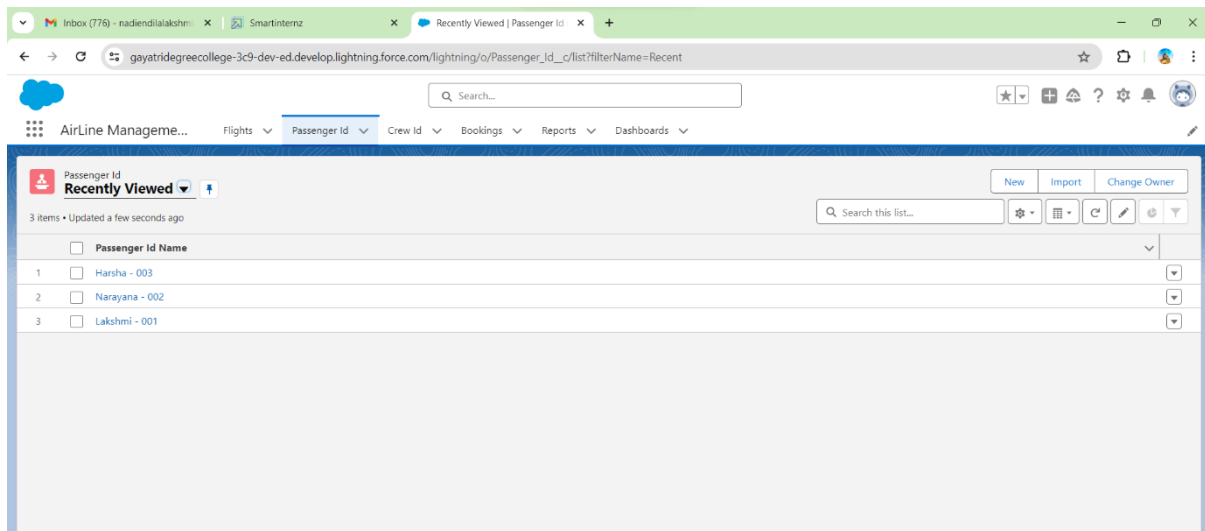 Inbox (776) - nadiendilalakshmi
Smartinternz
Recently Viewed | Passenger Id
gayatridegreecollege-3c9-dev-ed.develop.lightning.force.com/lightning/o/Passenger_Id__c/list?filterName=Recent
Search...
AirLine Manageme... Flights Passenger Id Crew Id Bookings Reports Dashboards
Passenger Id
Recently Viewed
New Import Change Owner
3 items • Updated a few seconds ago
Search this list...
Passenger Id Name
1 Harsha - 003
2 Narayana - 002
3 Lakshmi - 001